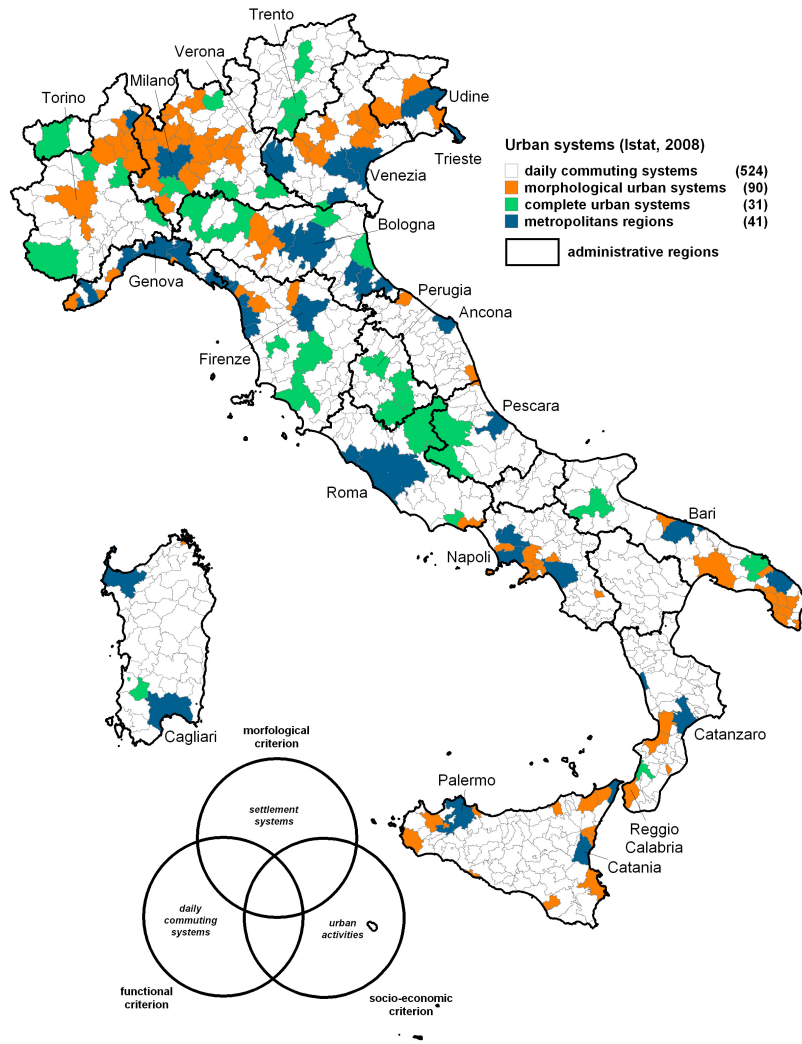 Trento
Verona
Milano
Torino
Udine
Trieste
Venezia
Bologna
Genova
Perugia
Ancona
Firenze
Pescara
Roma
Bari
Napoli
Cagliari
Catanzaro
Palermo
Reggio
Calabria
Catania
Urban systems (Istat, 2008)
daily commuting systems (524)
morphological urban systems (90)
complete urban systems (31)
metropolitans regions (41)
administrative regions
morfological
criterion
settlement
systems
daily
commuting
systems
urban
activities
functional
criterion
socio-economic
criterion